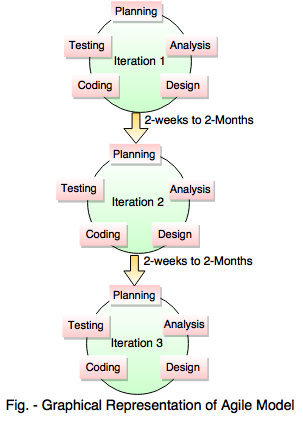 Planning
Testing
Analysis
Iteration 1
Coding
Design
2-weeks to 2-Months
Planning
Testing
Analysis
Iteration 2
Coding
Design
2-weeks to 2-Months
Planning
Testing
Analysis
Iteration 3
Coding
Design
Fig. - Graphical Representation of Agile Model